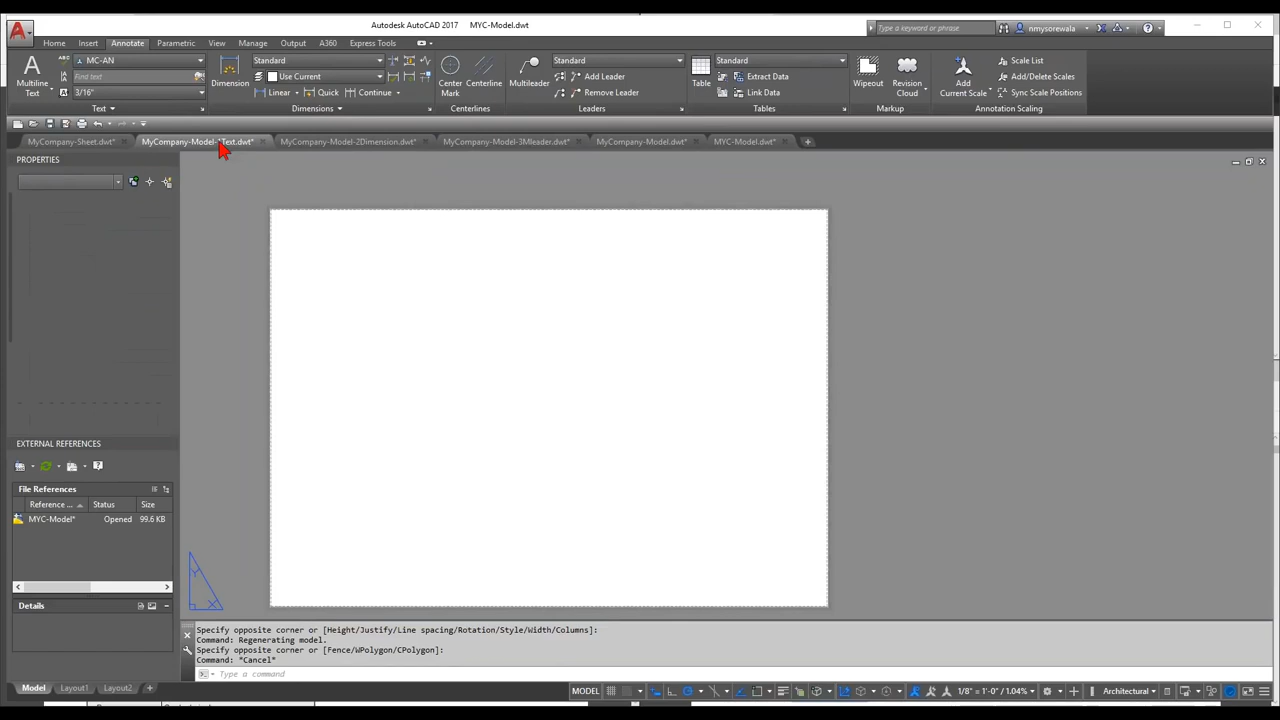 Autodesk AutoCAD 2017 MYC-Model.dwt
Type a keyword or phrase
nmysorewala
Home Insert Annotate Parametric View Manage Output A360 Express Tools
MC-AN
Find text
3/16"
Multiline Text
Text
Dimension
Standard
Use Current
Linear Quick Continue
Dimensions
Center Mark
Centerline
Centerlines
Multileader
Standard
Add Leader
Remove Leader
Leaders
Table
Standard
Extract Data
Link Data
Tables
Wipeout
Revision Cloud
Markup
Add Current Scale
Scale List
Add/Delete Scales
Sync Scale Positions
Annotation Scaling
MyCompany-Sheet.dwt* MyCompany-Model-1Text.dwt* MyCompany-Model-2Dimension.dwt* MyCompany-Model-3Mleader.dwt* MyCompany-Model.dwt* MYC-Model.dwt*
PROPERTIES
EXTERNAL REFERENCES
File References
Reference ... Status Size
MYC-Model* Opened 99.6 KB
Details
Y
X
Specify opposite corner or [Height/Justify/Line spacing/Rotation/Style/Width/Columns]:
Command: Regenerating model.
Specify opposite corner or [Fence/WPolygon/CPolygon]:
Command: *Cancel*
Type a command
Model Layout1 Layout2
MODEL 1/8" = 1'-0" / 1.04% Architectural